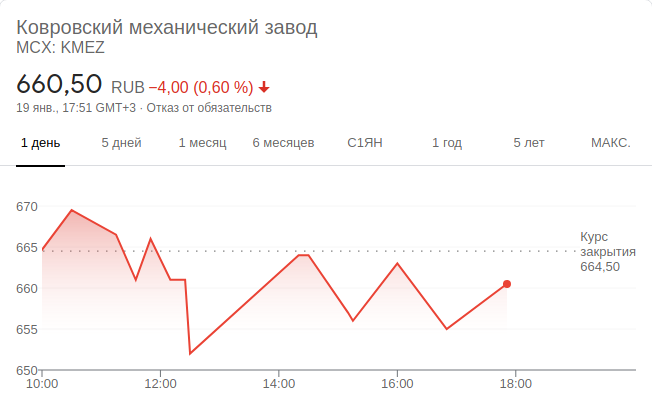 Ковровский механический завод
MCX: KMEZ
660,50 RUB −4,00 (0,60 %)
19 янв., 17:51 GMT+3 · Отказ от обязательств
1 день 5 дней 1 месяц 6 месяцев С1ЯН 1 год 5 лет МАКС.
670
665
660
655
650
Курс
закрытия
664,50
10:00 12:00 14:00 16:00 18:00